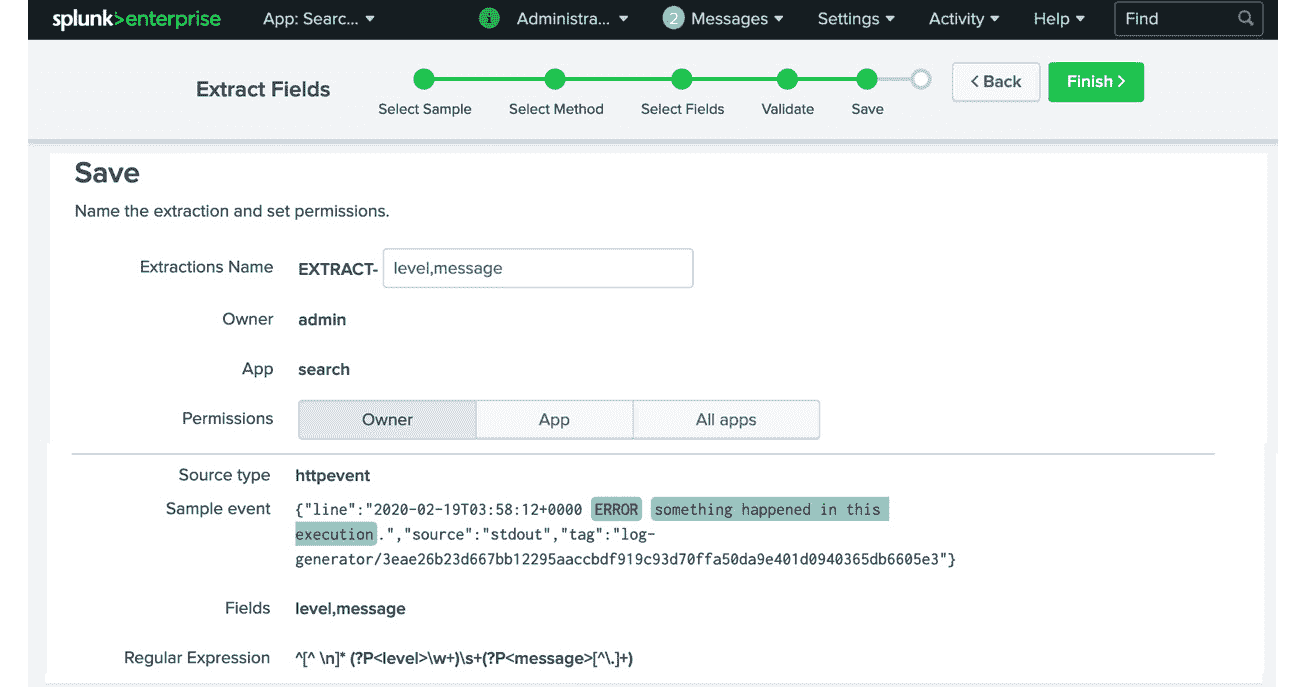 splunk>enterprise App: Searc... Administra... 2 Messages Settings Activity Help Find
Extract Fields
Select Sample Select Method Select Fields Validate Save
< Back Finish >
Save
Name the extraction and set permissions.
Extractions Name EXTRACT- level,message
Owner admin
App search
Permissions Owner App All apps
Source type httpevent
Sample event {"line":"2020-02-19T03:58:12+0000 ERROR something happened in this
execution.","source":"stdout","tag":"log-
generator/3eae26b23d667bb12295aaccbdf919c93d70ffa50da9e401d0940365db6605e3"}
Fields level,message
Regular Expression ^[^ \n]* (?P<level>\w+)\s+(?P<message>[^\.]+)